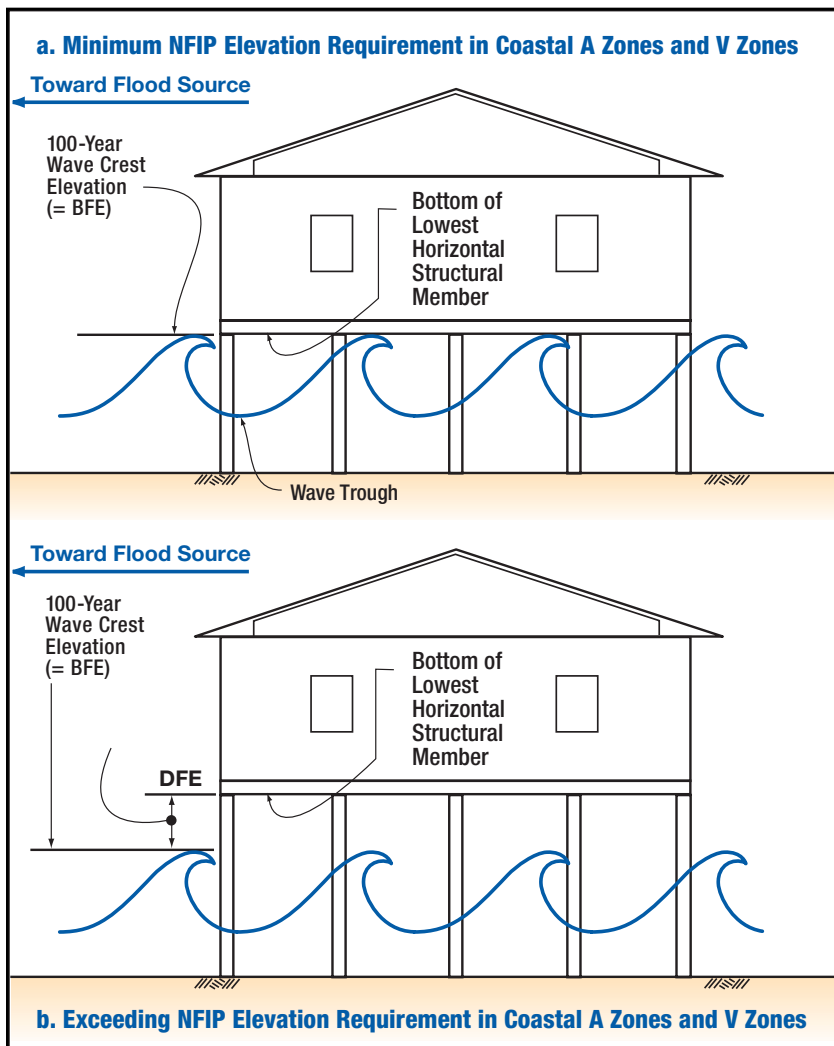 a. Minimum NFIP Elevation Requirement in Coastal A Zones and V Zones
Toward Flood Source
100-Year
Wave Crest
Elevation
(= BFE)
Bottom of
Lowest
Horizontal
Structural
Member
Wave Trough
Toward Flood Source
100-Year
Wave Crest
Elevation
(= BFE)
Bottom of
Lowest
Horizontal
Structural
Member
DFE
b. Exceeding NFIP Elevation Requirement in Coastal A Zones and V Zones